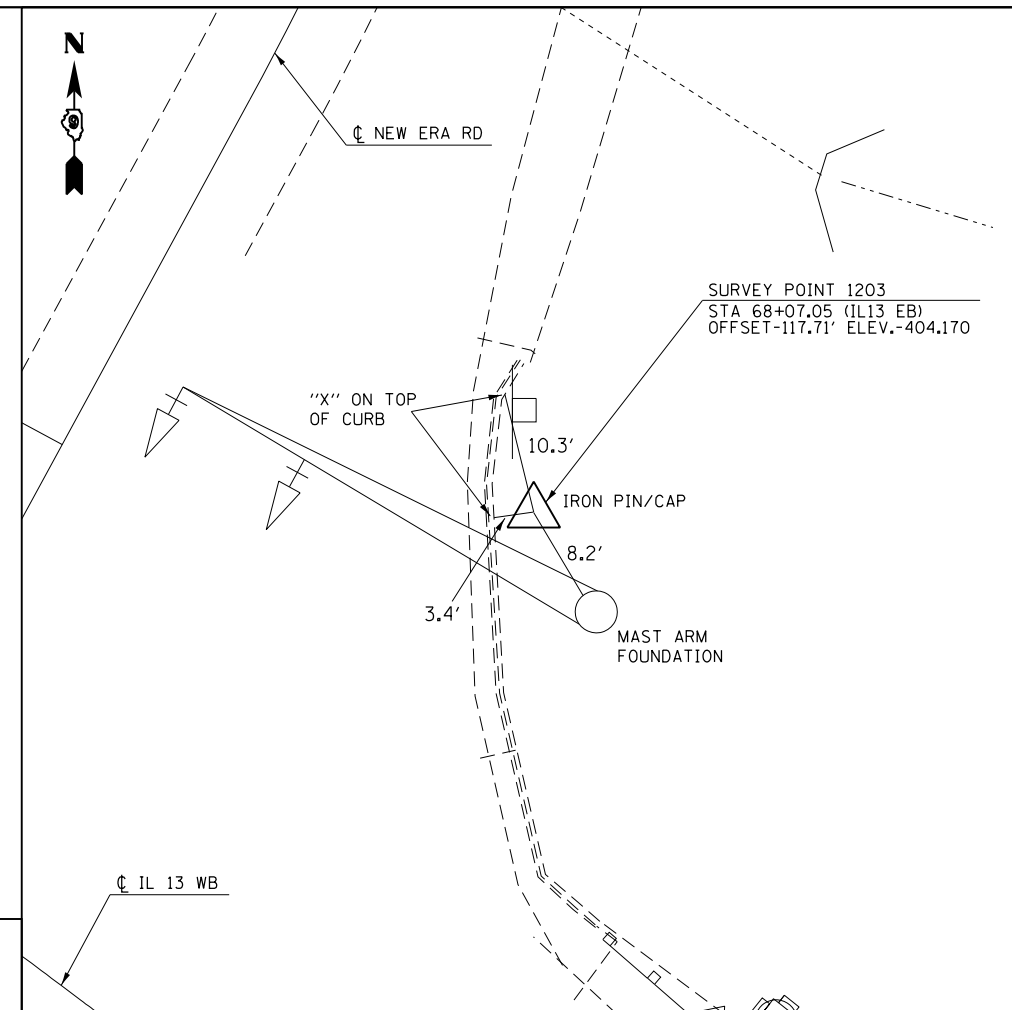 N
℄ NEW ERA RD
SURVEY POINT 1203
STA 68+07.05 (IL13 EB)
OFFSET-117.71' ELEV.-404.170
"X" ON TOP
OF CURB
10.3'
IRON PIN/CAP
8.2'
3.4'
MAST ARM
FOUNDATION
℄ IL 13 WB